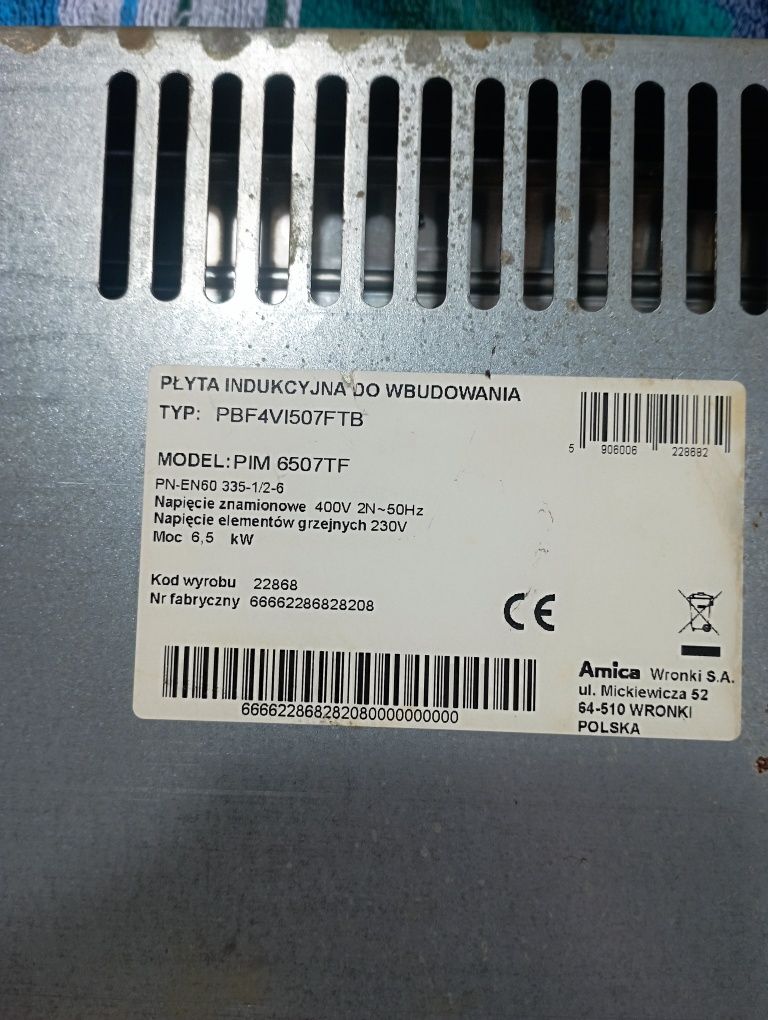 PŁYTA INDUKCYJNA DO WBUDOWANIA
TYP: PBF4VI507FTB
5 906006 228682
MODEL: PIM 6507TF
PN-EN60 335-1/2-6
Napięcie znamionowe 400V 2N~50Hz
Napięcie elementów grzejnych 230V
Moc 6,5 kW
Kod wyrobu 22868
Nr fabryczny 66662286828208
CE
6666228682820800000000000
Amica Wronki S.A.
ul. Mickiewicza 52
64-510 WRONKI
POLSKA